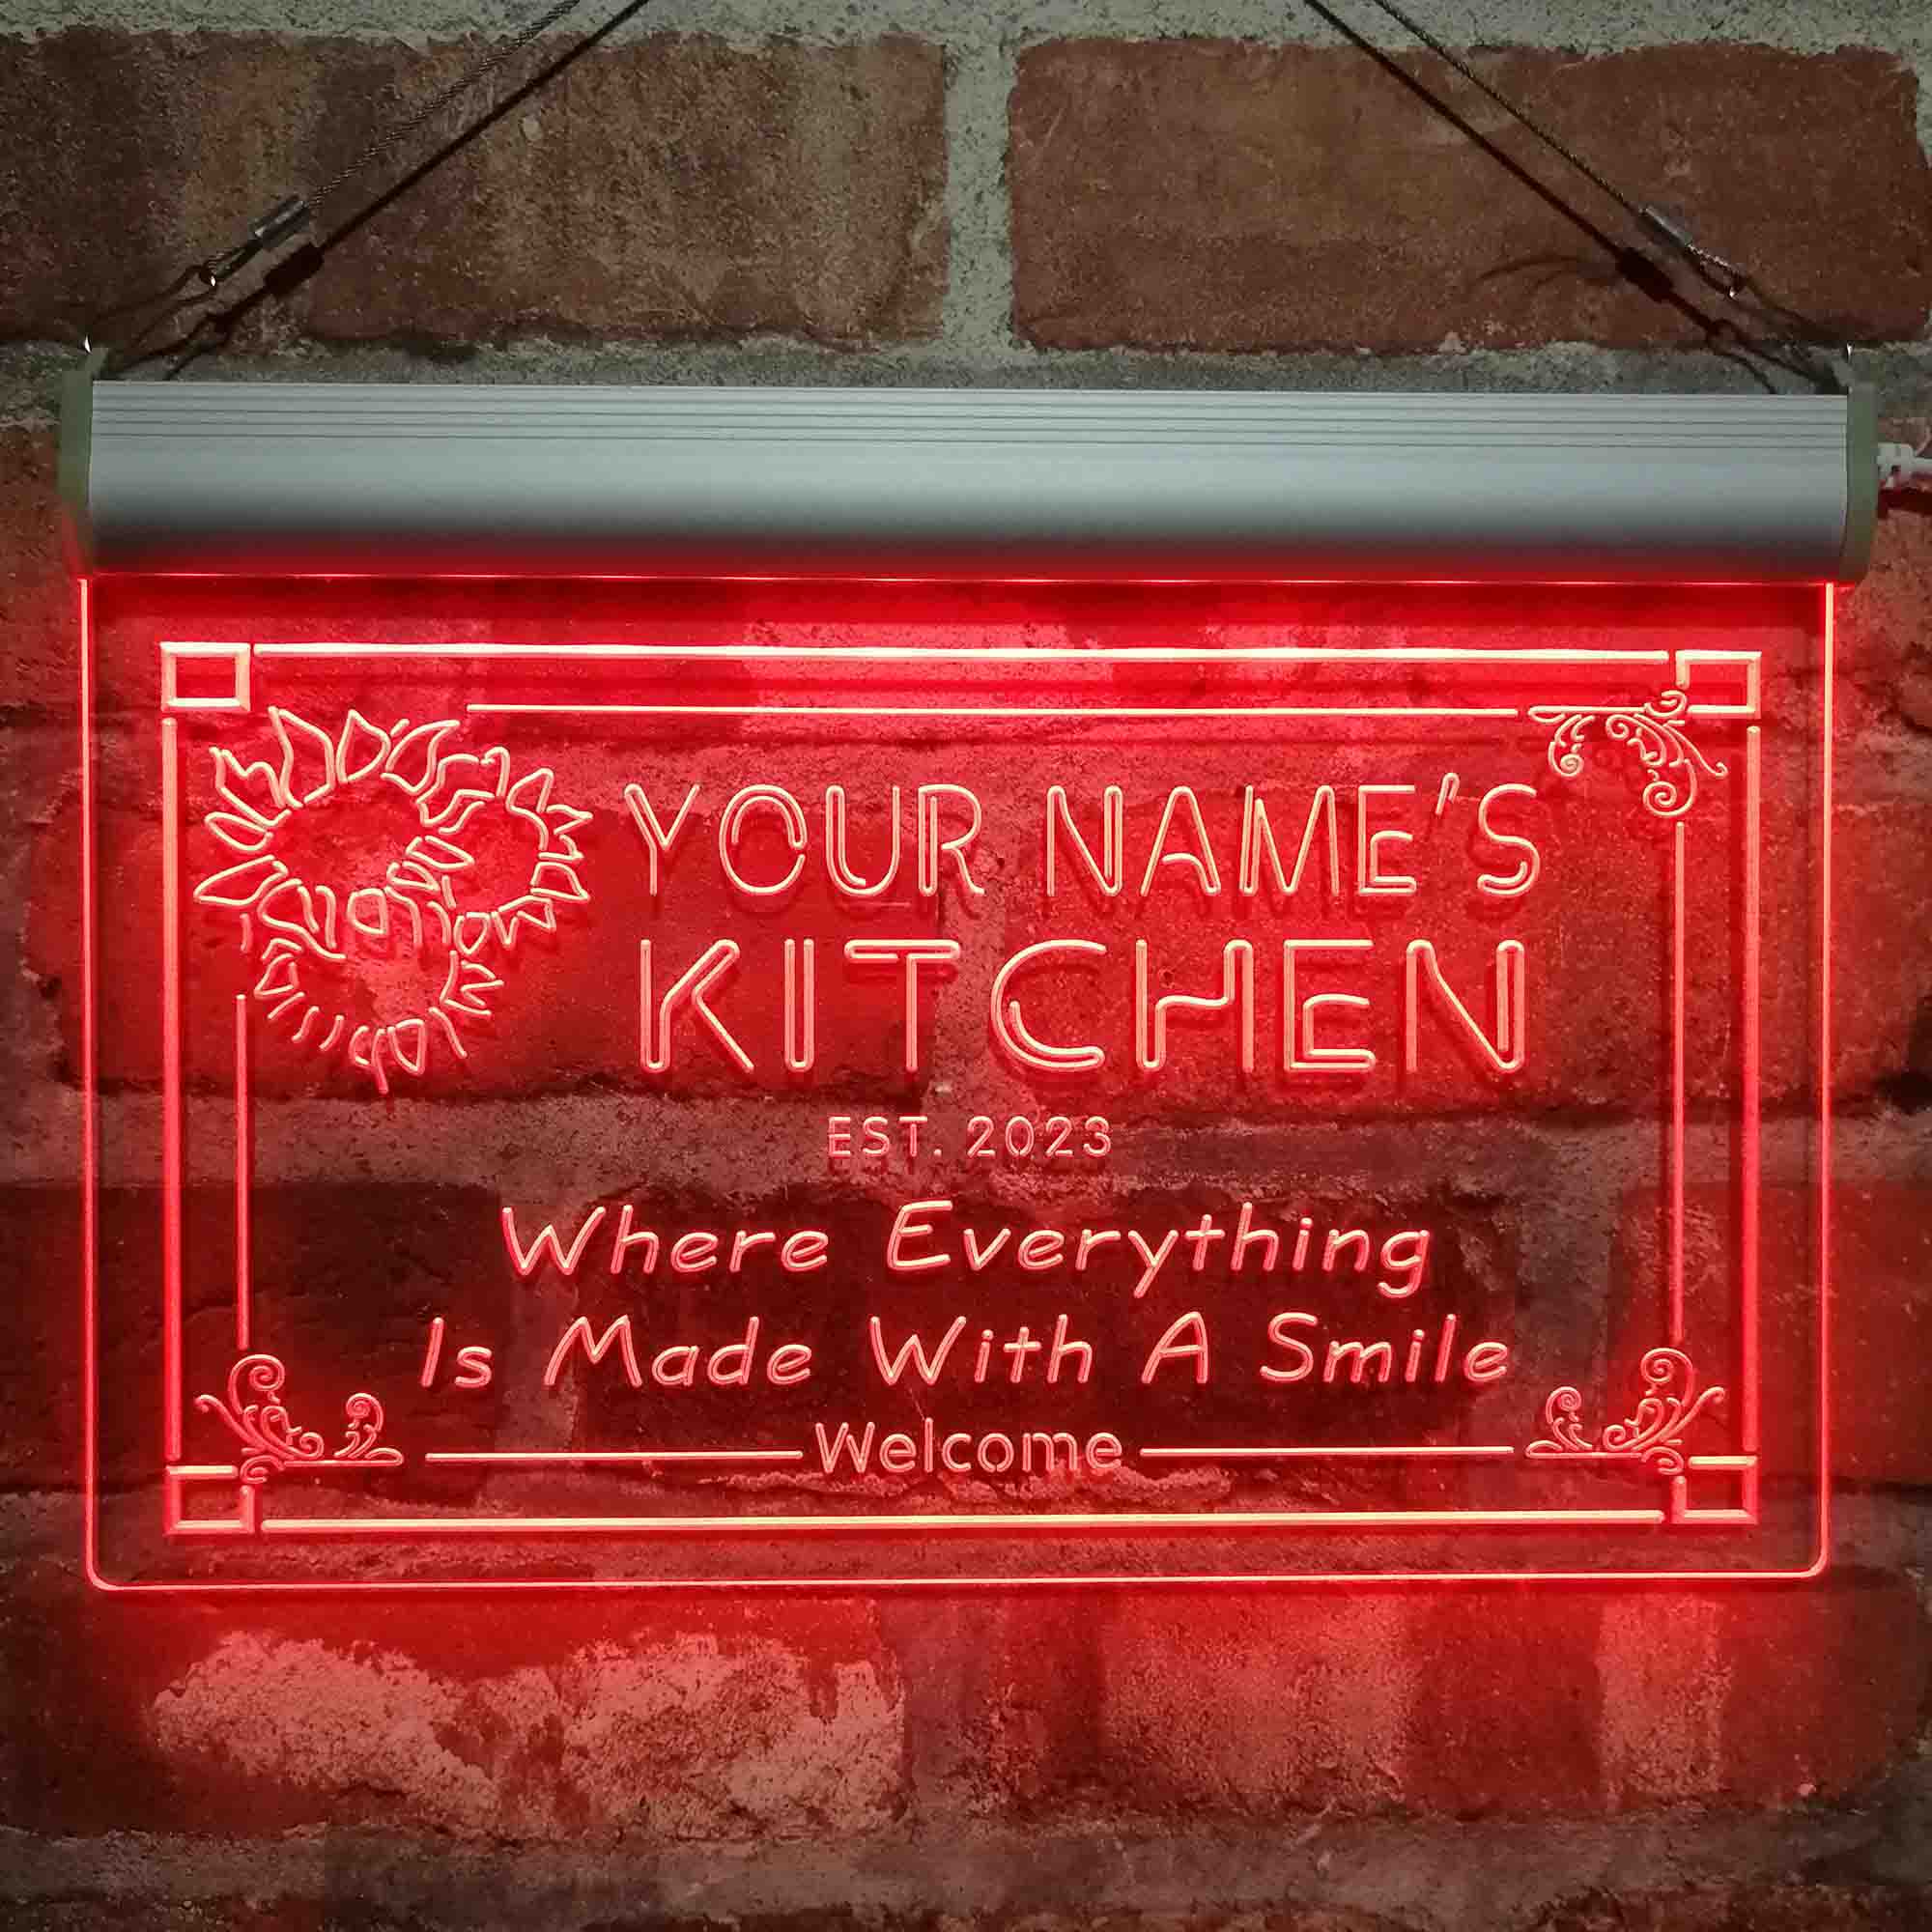 YOUR NAME'S
KITCHEN
EST. 2023
Where Everything
Is Made With A Smile
Welcome